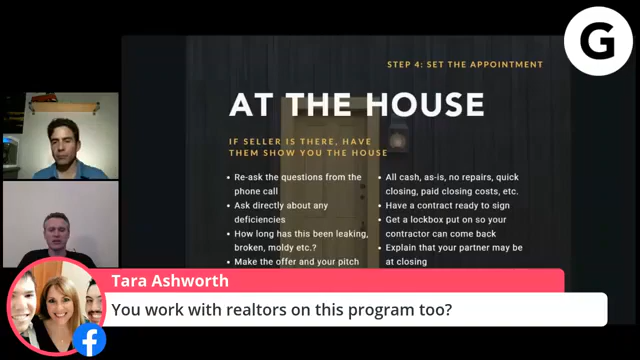 G
STEP 4: SET THE APPOINTMENT
AT THE HOUSE
IF SELLER IS THERE, HAVE
THEM SHOW YOU THE HOUSE
• Re-ask the questions from the
phone call
• Ask directly about any
deficiencies
• How long has this been leaking,
broken, moldy etc.?
• Make the offer and your pitch
• All cash, as-is, no repairs, quick
closing, paid closing costs, etc.
• Have a contract ready to sign
• Get a lockbox put on so your
contractor can come back
• Explain that your partner may be
at closing
Tara Ashworth
You work with realtors on this program too?
f